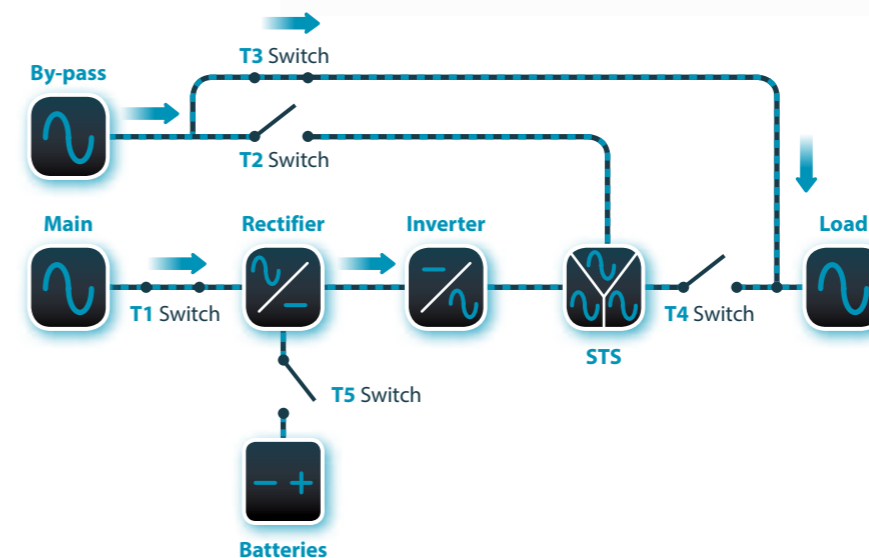 T3 Switch
By-pass
T2 Switch
Main
Rectifier
Inverter
Load
T1 Switch
T4 Switch
STS
T5 Switch
Batteries